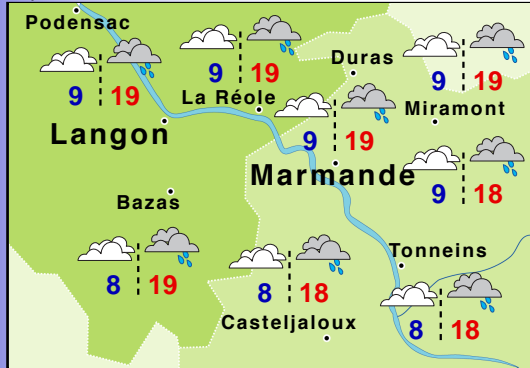 Podensac
9 19
9 19
Duras
9 19
La Réole
Miramont
Langon
9 19
Marmande
9 18
Bazas
Tonneins
8 19
8 18
Casteljaloux
8 18